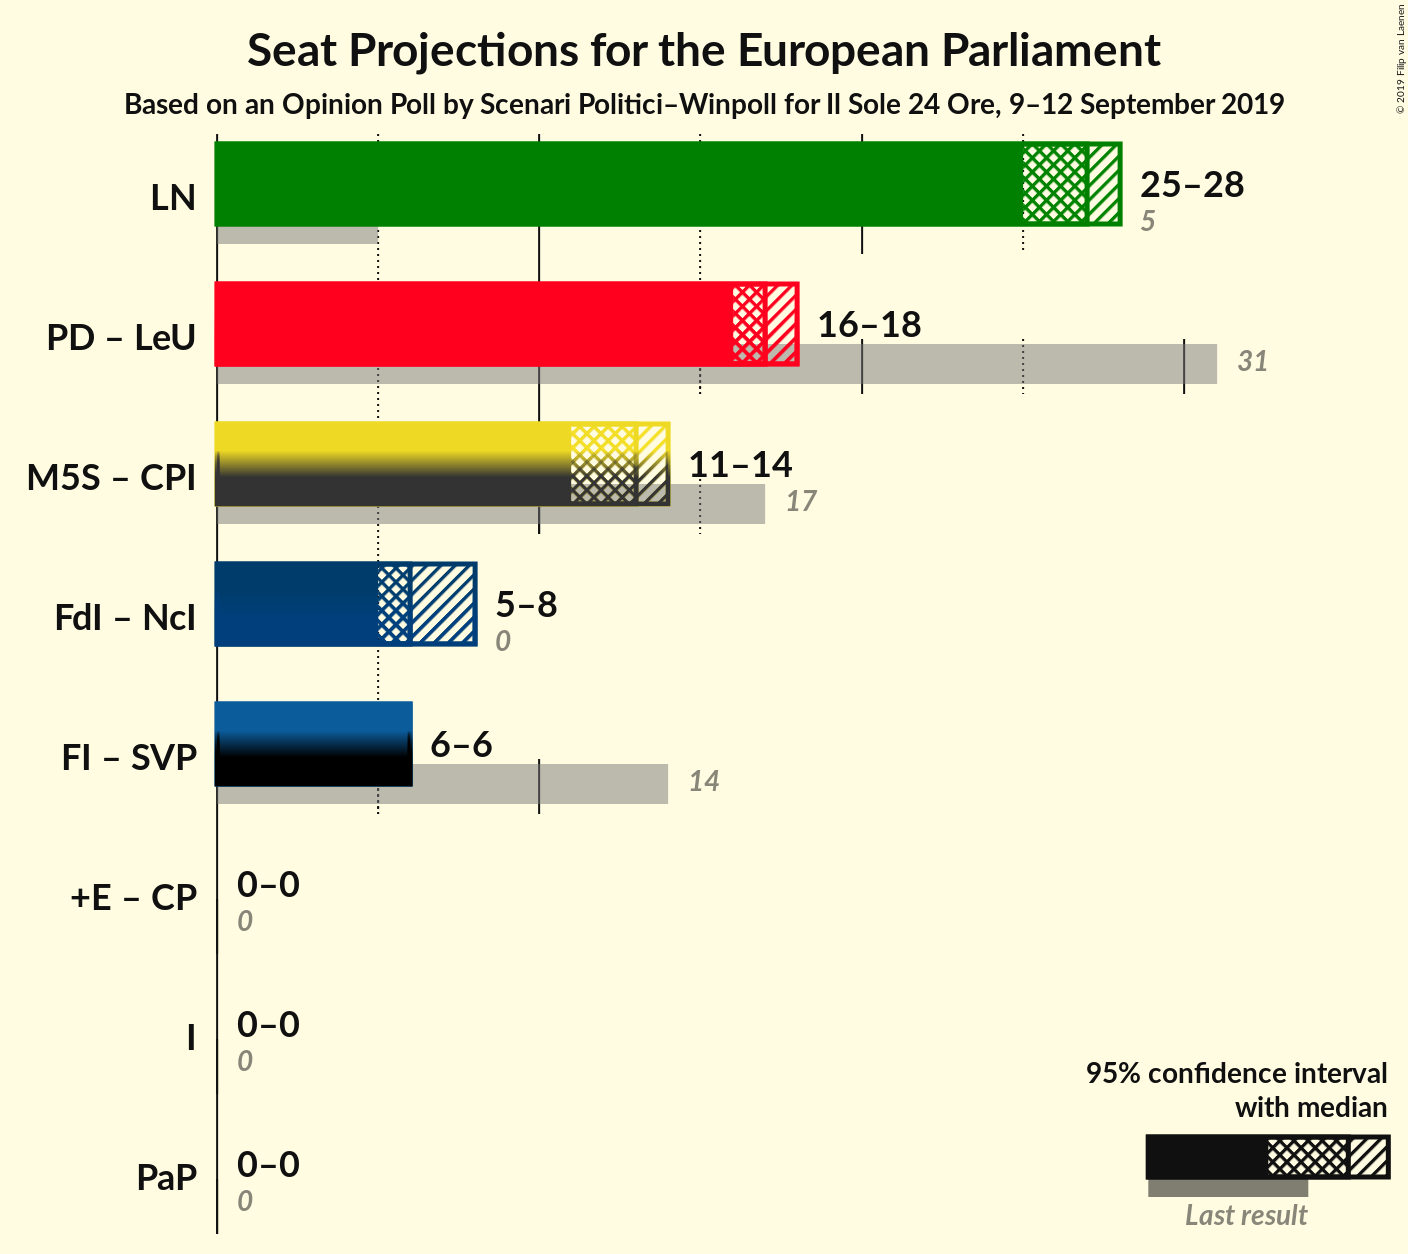 Seat Projections for the European Parliament
Based on an Opinion Poll by Scenari Politici–Winpoll for Il Sole 24 Ore, 9–12 September 2019
© 2019 Filip van Laenen
LN
25–28
5
PD – LeU
16–18
31
M5S – CPI
11–14
17
FdI – NcI
5–8
0
FI – SVP
6–6
14
+E – CP
0–0
0
I
0–0
0
PaP
0–0
0
95% confidence interval
with median
Last result